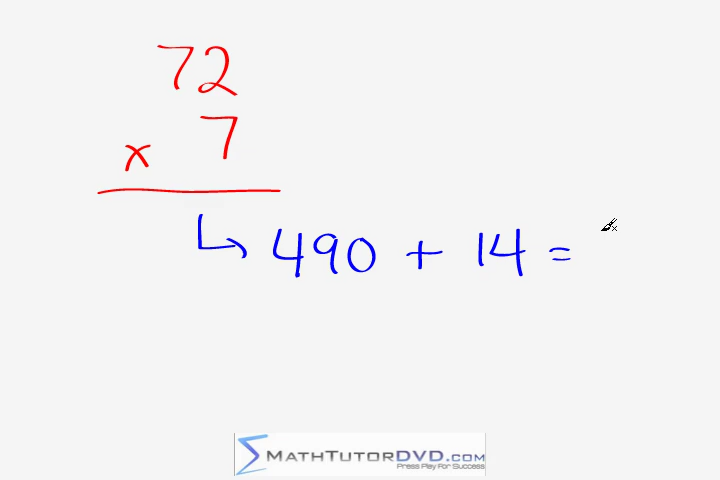 72
x 7
490 + 14 =
MATHTUTORDVD.COM
Press Play For Success